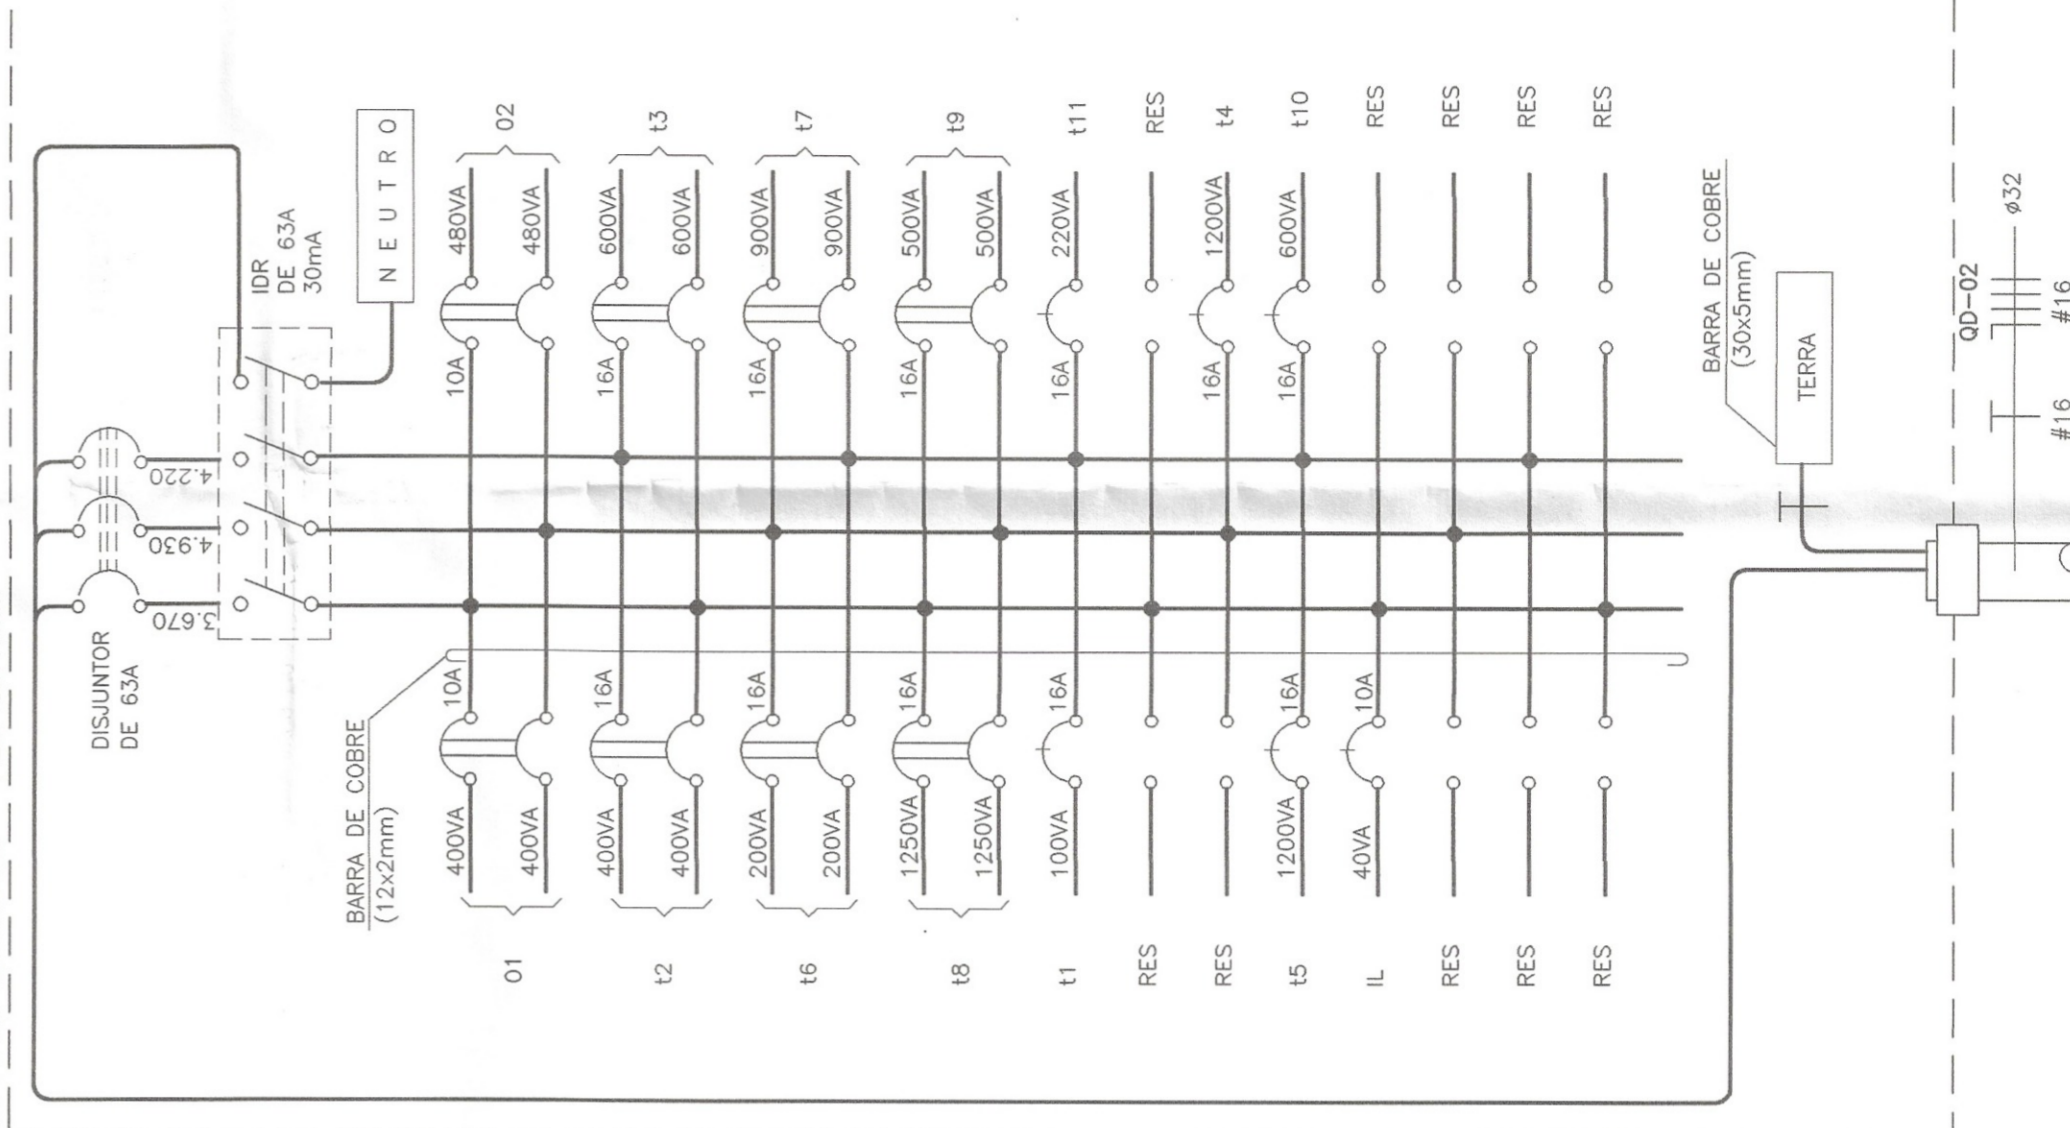 DISJUNTOR
DE 63A
3.670
4.930
4.220
IDR
DE 63A
30mA
NEUTRO
BARRA DE COBRE
(12x2mm)
02
480VA
480VA
10A
t3
600VA
600VA
16A
t7
900VA
900VA
16A
t9
500VA
500VA
16A
t11
220VA
16A
RES
t4
1200VA
16A
t10
600VA
16A
RES
RES
RES
RES
10A
400VA
400VA
01
16A
400VA
400VA
t2
16A
200VA
200VA
t6
16A
1250VA
1250VA
t8
16A
100VA
t1
RES
RES
16A
1200VA
t5
10A
40VA
IL
RES
RES
RES
BARRA DE COBRE
(30x5mm)
TERRA
QD-02
ø32
#16
#16